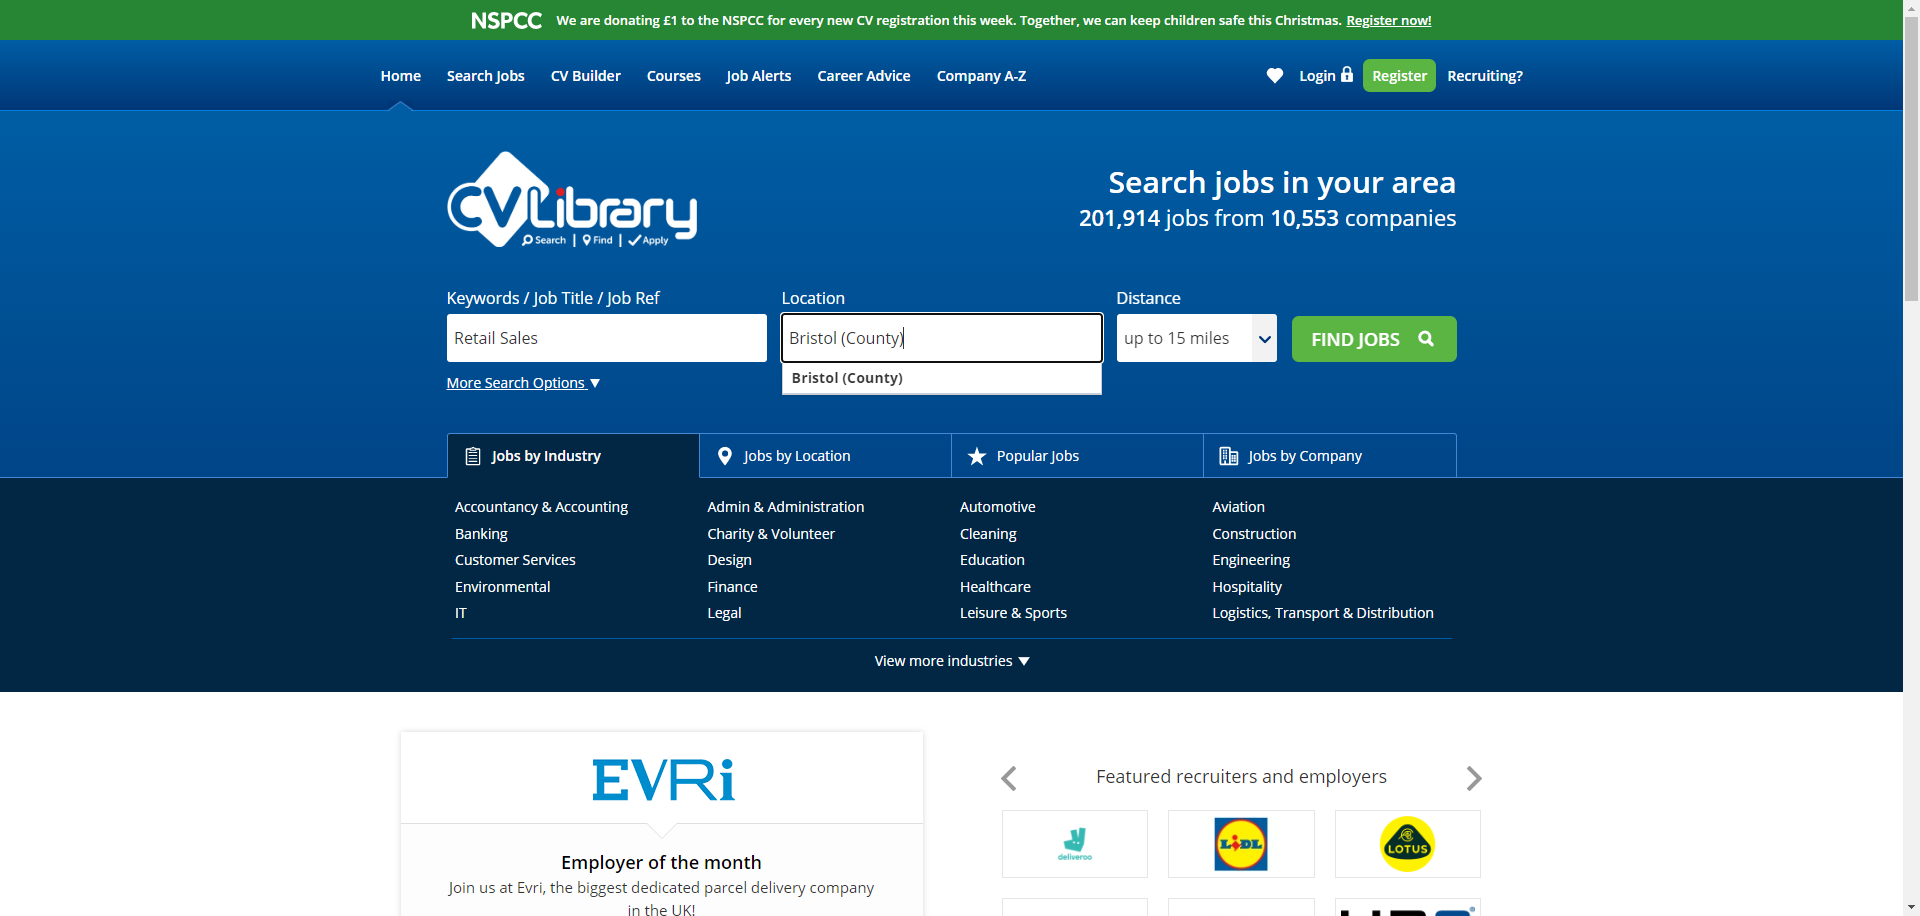 NSPCC We are donating £1 to the NSPCC for every new CV registration this week. Together, we can keep children safe this Christmas. Register now!
Home Search Jobs CV Builder Courses Job Alerts Career Advice Company A-Z Login Register Recruiting?
CV Library
Search | Find | Apply
Search jobs in your area
201,914 jobs from 10,553 companies
Keywords / Job Title / Job Ref Location Distance
Retail Sales Bristol (County) up to 15 miles FIND JOBS
More Search Options ▼ Bristol (County)
Jobs by Industry Jobs by Location Popular Jobs Jobs by Company
Accountancy & Accounting Admin & Administration Automotive Aviation
Banking Charity & Volunteer Cleaning Construction
Customer Services Design Education Engineering
Environmental Finance Healthcare Hospitality
IT Legal Leisure & Sports Logistics, Transport & Distribution
View more industries ▼
EVRi
Employer of the month
Join us at Evri, the biggest dedicated parcel delivery company
in the UK!
Featured recruiters and employers
deliveroo LIDL LOTUS